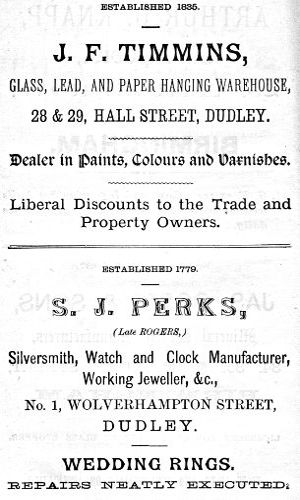 ESTABLISHED 1835.
J. F. TIMMINS,
GLASS, LEAD, AND PAPER HANGING WAREHOUSE,
28 & 29, HALL STREET, DUDLEY.
Dealer in Paints, Colours and Varnishes.
Liberal Discounts to the Trade and
Property Owners.
ESTABLISHED 1779.
S. J. PERKS,
(Late ROGERS,)
Silversmith, Watch and Clock Manufacturer,
Working Jeweller, &c.,
No. 1, WOLVERHAMPTON STREET,
DUDLEY.
WEDDING RINGS.
REPAIRS NEATLY EXECUTED.